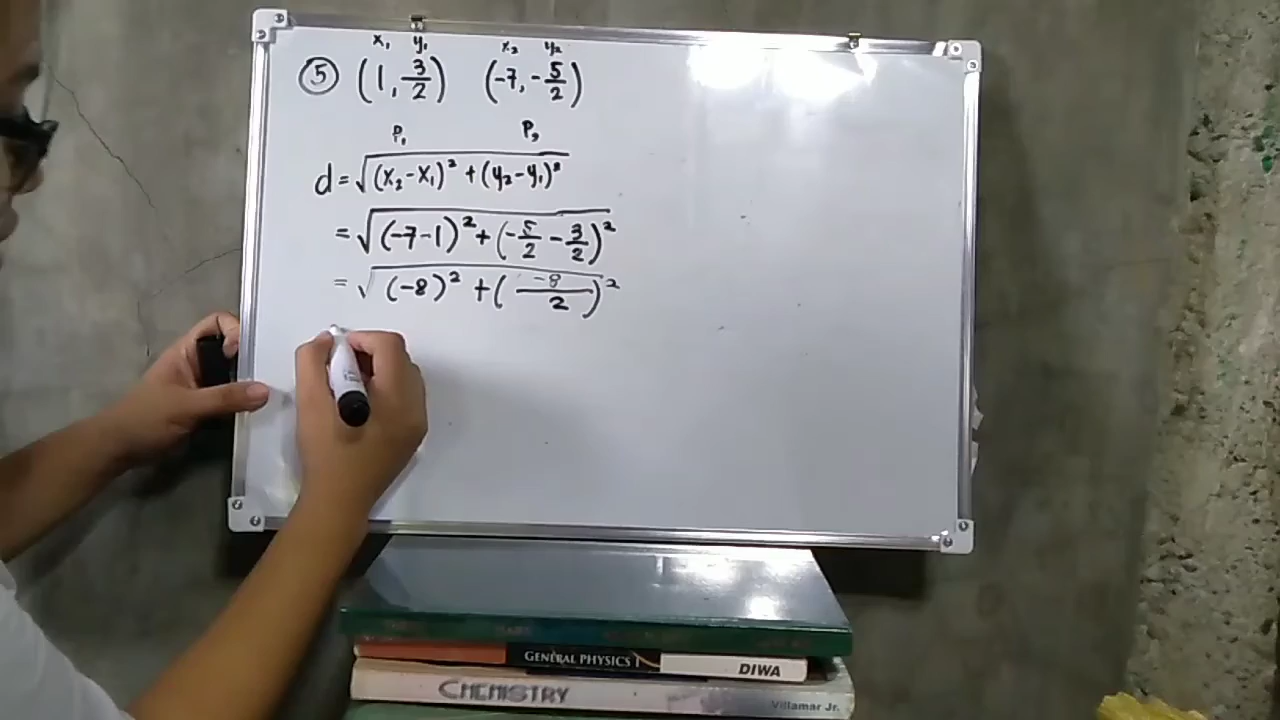 x₁ y₁ x₂ y₂
⑤ (1, 3/2) (-7, -5/2)
P₁ P₂
d = √(x₂-x₁)² + (y₂-y₁)²
= √(-7-1)² + (-5/2 - 3/2)²
= √(-8)² + (-8/2)²
GENERAL PHYSICS 1 DIWA
CHEMISTRY Villamar Jr.